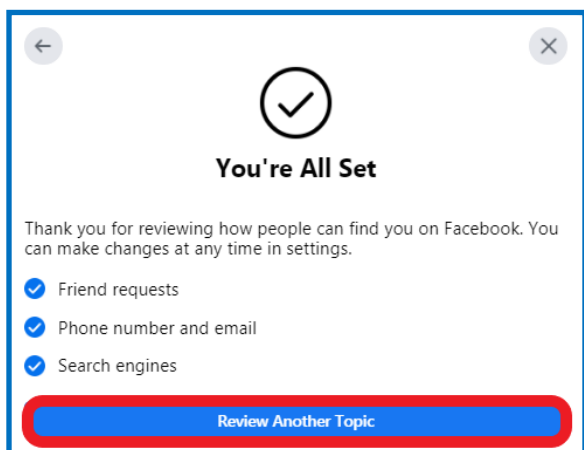 You're All Set
Thank you for reviewing how people can find you on Facebook. You
can make changes at any time in settings.
Friend requests
Phone number and email
Search engines
Review Another Topic